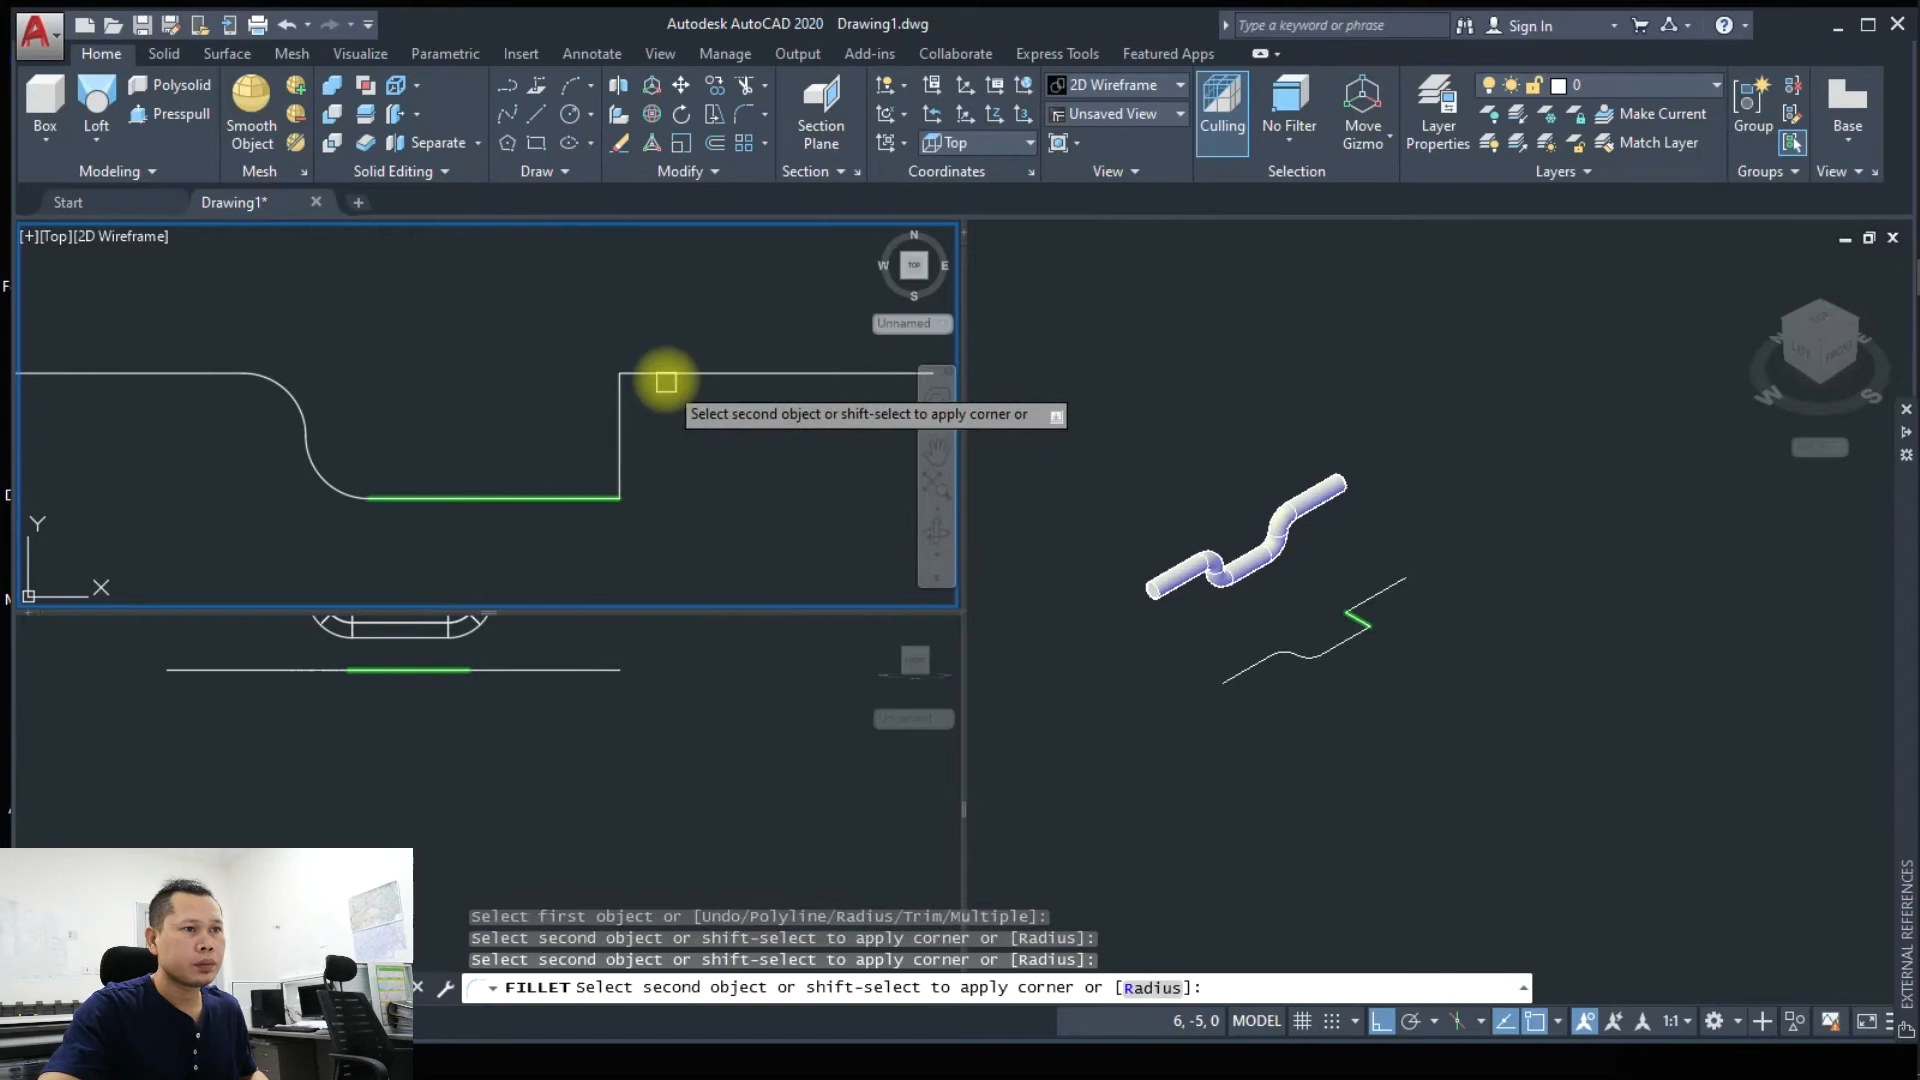 Autodesk AutoCAD 2020 Drawing1.dwg
Type a keyword or phrase
Sign In
Home Solid Surface Mesh Visualize Parametric Insert Annotate View Manage Output Add-ins Collaborate Express Tools Featured Apps
Box
Loft
Polysolid
Presspull
Smooth
Object
Separate
Section
Plane
Top
2D Wireframe
Unsaved View
Culling
No Filter
Move
Gizmo
Layer
Properties
0
Make Current
Match Layer
Group
Base
Modeling
Mesh
Solid Editing
Draw
Modify
Section
Coordinates
View
Selection
Layers
Groups
View
Start
Drawing1*
[+][Top][2D Wireframe]
N
W
TOP
E
S
Unnamed
Select second object or shift-select to apply corner or
Y
X
TOP
LEFT
FRONT
W
S
Select first object or [Undo/Polyline/Radius/Trim/Multiple]:
Select second object or shift-select to apply corner or [Radius]:
Select second object or shift-select to apply corner or [Radius]:
FILLET Select second object or shift-select to apply corner or [Radius]:
6, -5, 0 MODEL 1:1
EXTERNAL REFERENCES